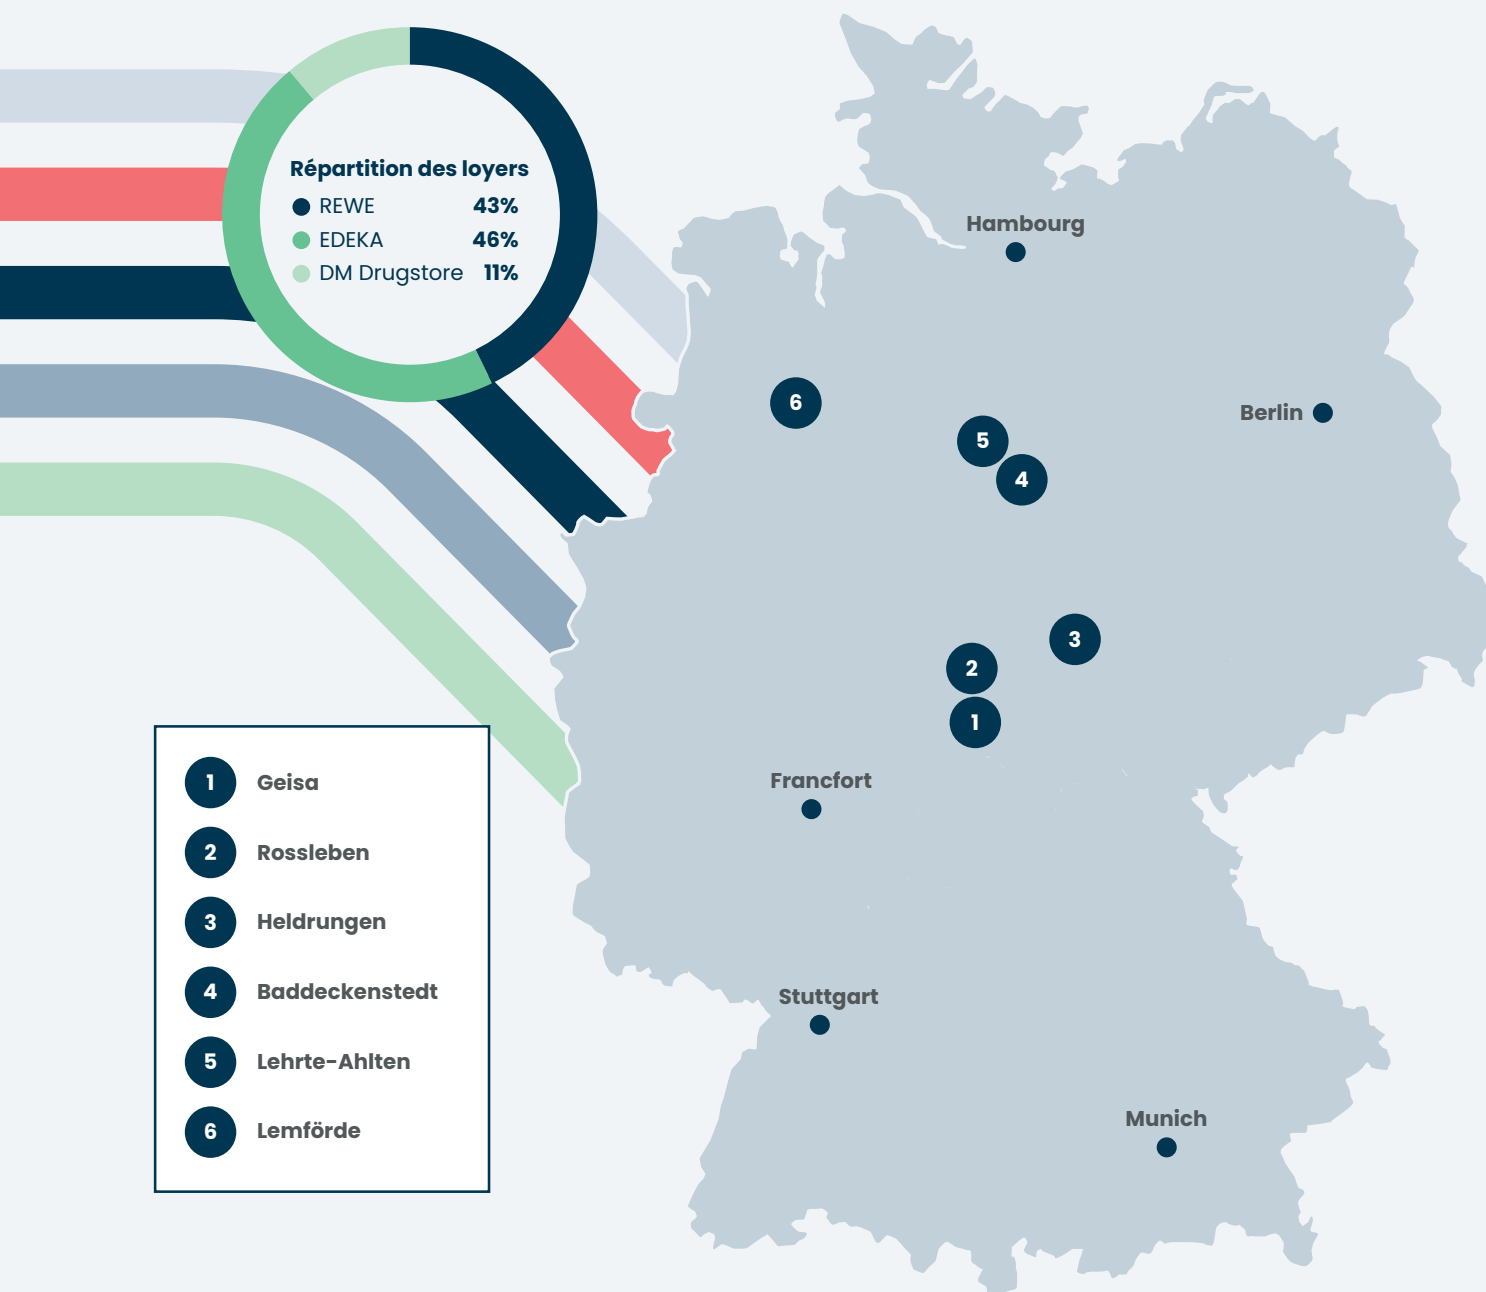 Répartition des loyers
REWE 43%
EDEKA 46%
DM Drugstore 11%
Hambourg
6
5
4
Berlin
3
2
1
Francfort
Stuttgart
Munich
1 Geisa
2 Rossleben
3 Heldrungen
4 Baddeckenstedt
5 Lehrte-Ahlten
6 Lemförde